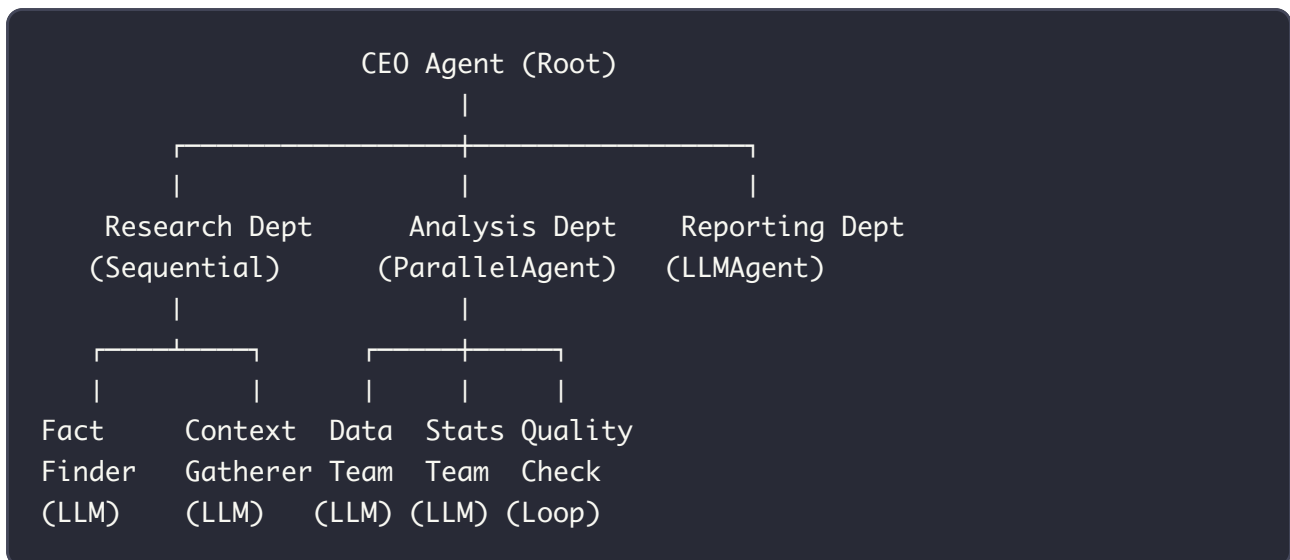 CEO Agent (Root)
Research Dept Analysis Dept Reporting Dept
(Sequential) (ParallelAgent) (LLMAgent)
Fact Context Data Stats Quality
Finder Gatherer Team Team Check
(LLM) (LLM) (LLM) (LLM) (Loop)